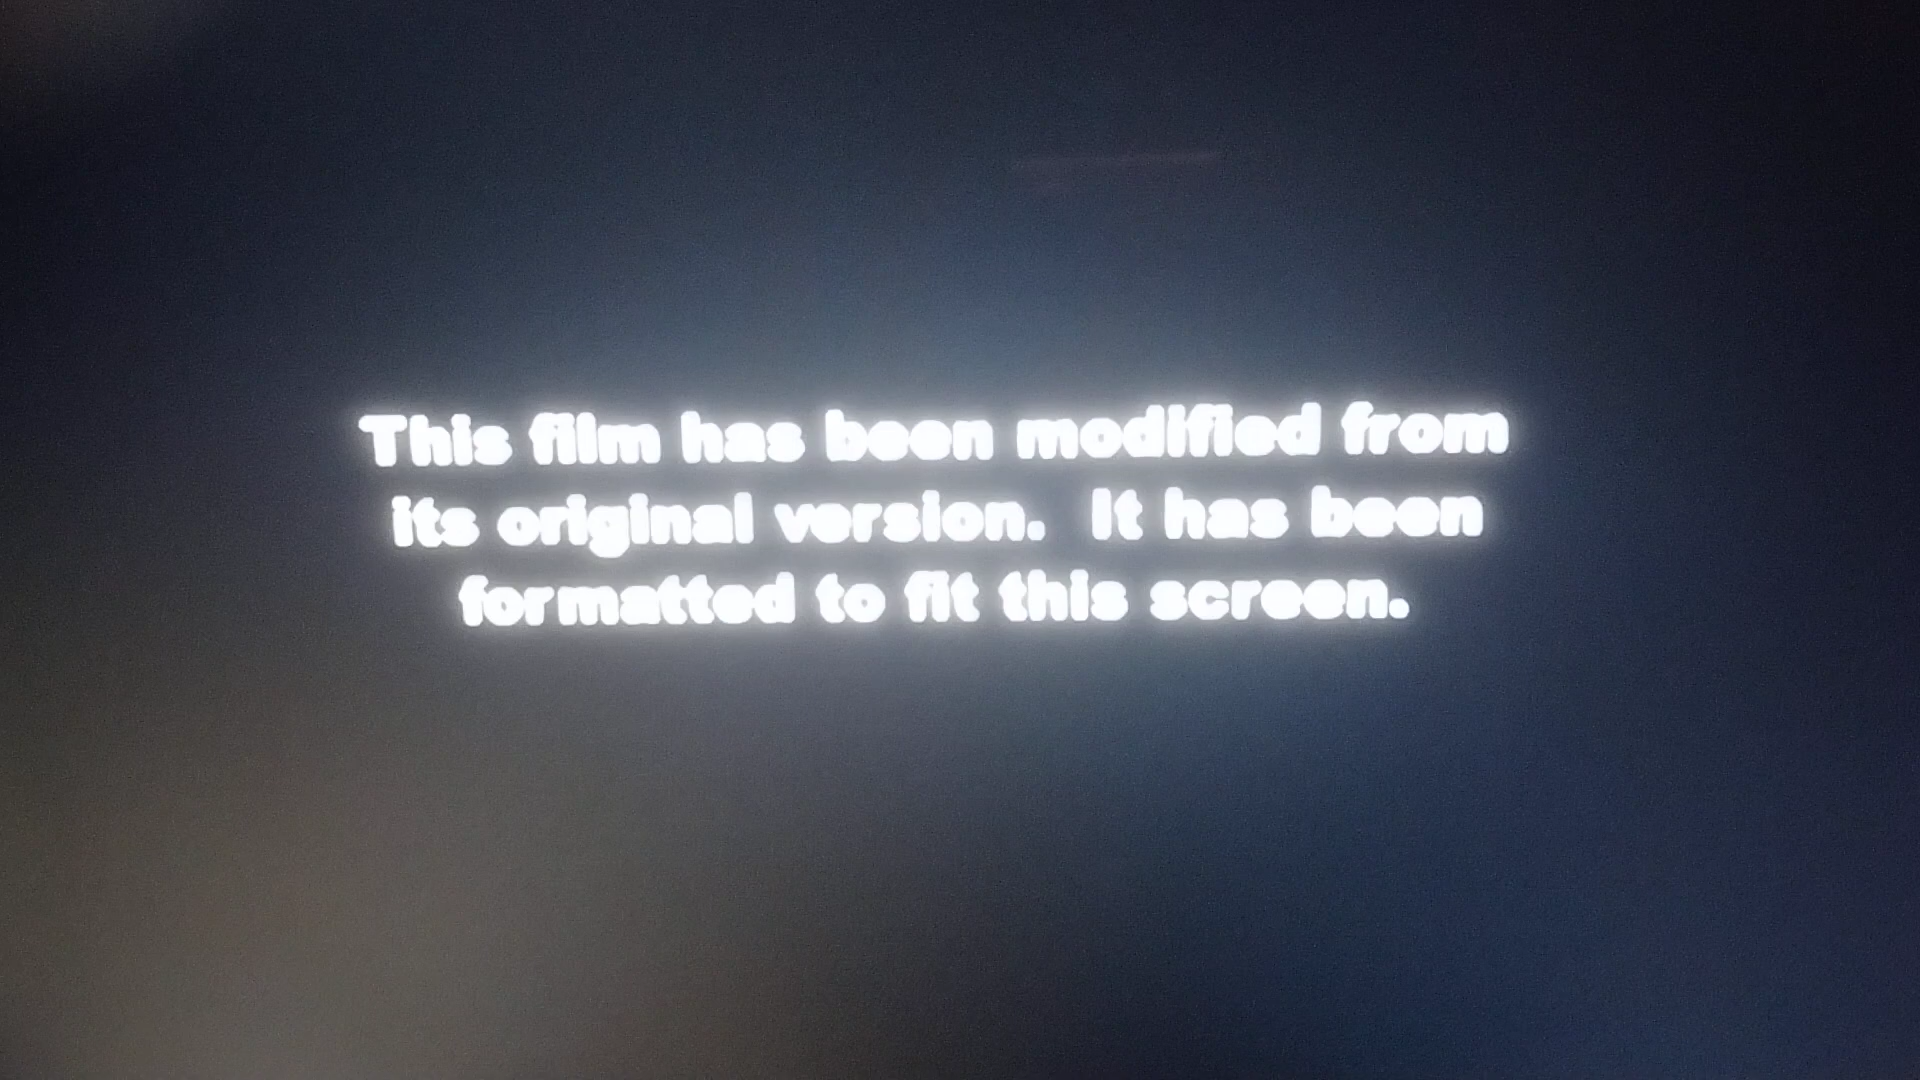 This film has been modified from
its original version.  It has been
formatted to fit this screen.